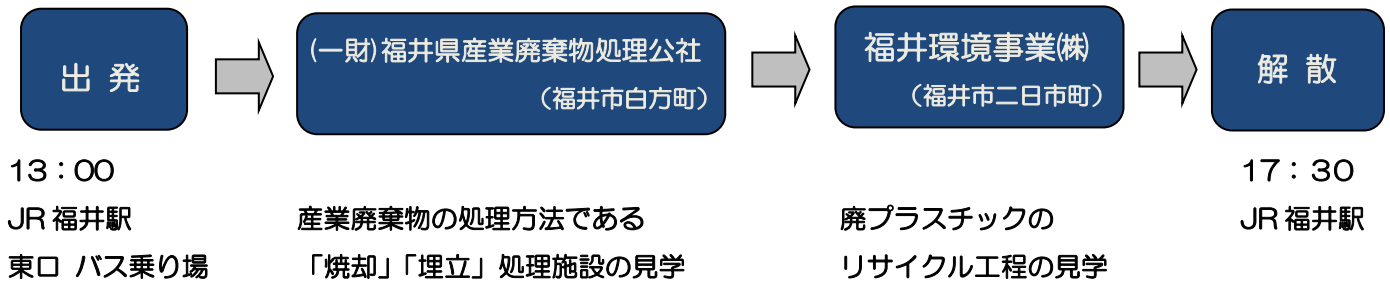 出 発
(一財)福井県産業廃棄物処理公社
（福井市白方町）
福井環境事業㈱
（福井市二日市町）
解 散
13：00
JR福井駅
東口 バス乗り場
産業廃棄物の処理方法である
「焼却」「埋立」処理施設の見学
廃プラスチックの
リサイクル工程の見学
17：30
JR福井駅